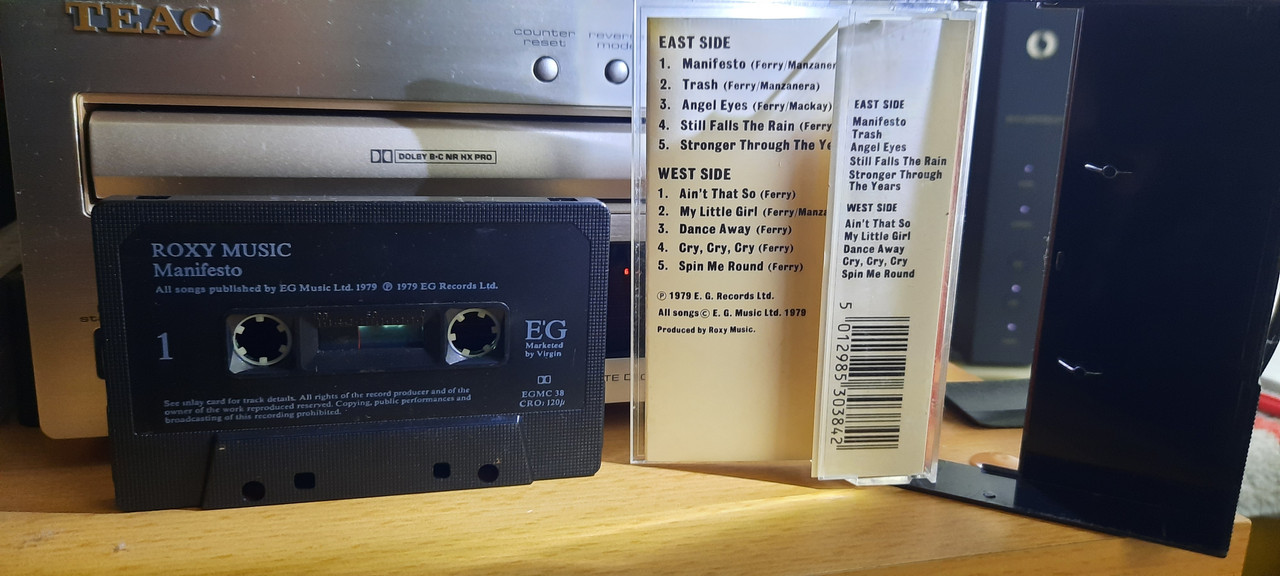 TEAC
counter
reset
DOLBY B-C NR HX PRO
ROXY MUSIC
Manifesto
All songs published by EG Music Ltd. 1979 ℗ 1979 EG Records Ltd.
1
E'G
Marketed
by Virgin
EGMC 38
CRO₂ 120µ
See inlay card for track details. All rights of the record producer and of the
owner of the work reproduced reserved. Copying, public performances and
broadcasting of this recording prohibited.
EAST SIDE
1. Manifesto (Ferry/Manzaner
2. Trash (Ferry/Manzanera)
3. Angel Eyes (Ferry/Mackay)
4. Still Falls The Rain (Ferry
5. Stronger Through The Ye
WEST SIDE
1. Ain't That So (Ferry)
2. My Little Girl (Ferry/Manza
3. Dance Away (Ferry)
4. Cry, Cry, Cry (Ferry)
5. Spin Me Round (Ferry)
℗ 1979 E. G. Records Ltd.
All songs © E. G. Music Ltd. 1979
Produced by Roxy Music.
EAST SIDE
Manifesto
Trash
Angel Eyes
Still Falls The Rain
Stronger Through
The Years
WEST SIDE
Ain't That So
My Little Girl
Dance Away
Cry, Cry, Cry
Spin Me Round
5 012985 303842